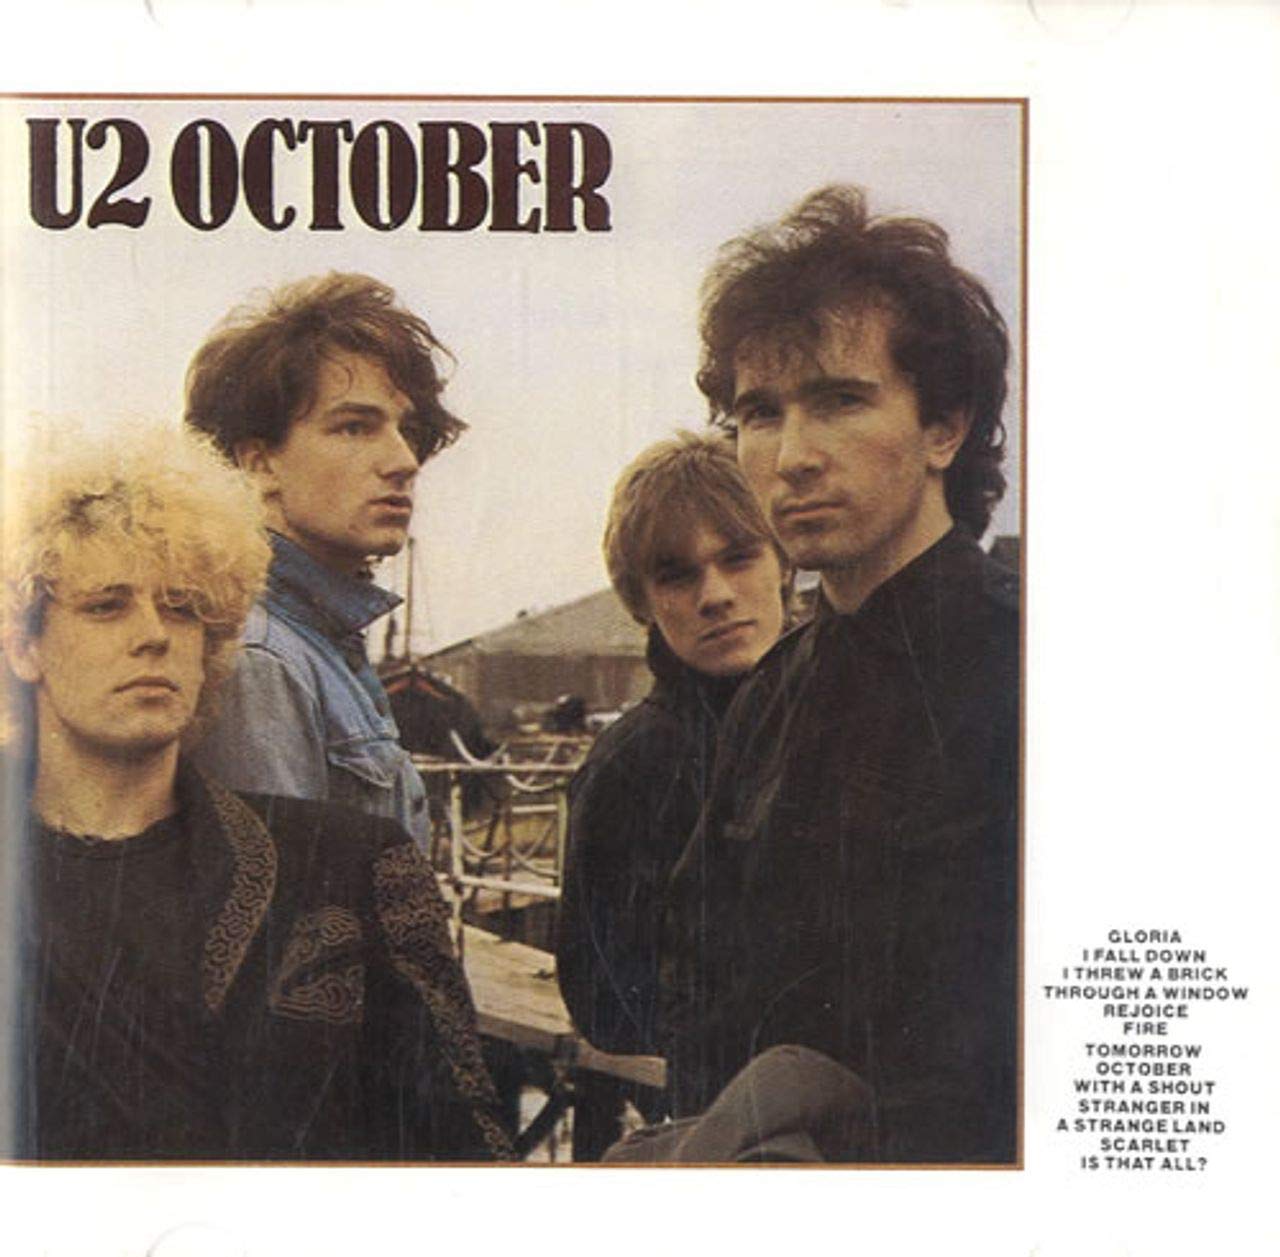 U2 OCTOBER
GLORIA
I FALL DOWN
I THREW A BRICK
THROUGH A WINDOW
REJOICE
FIRE
TOMORROW
OCTOBER
WITH A SHOUT
STRANGER IN
A STRANGE LAND
SCARLET
IS THAT ALL?